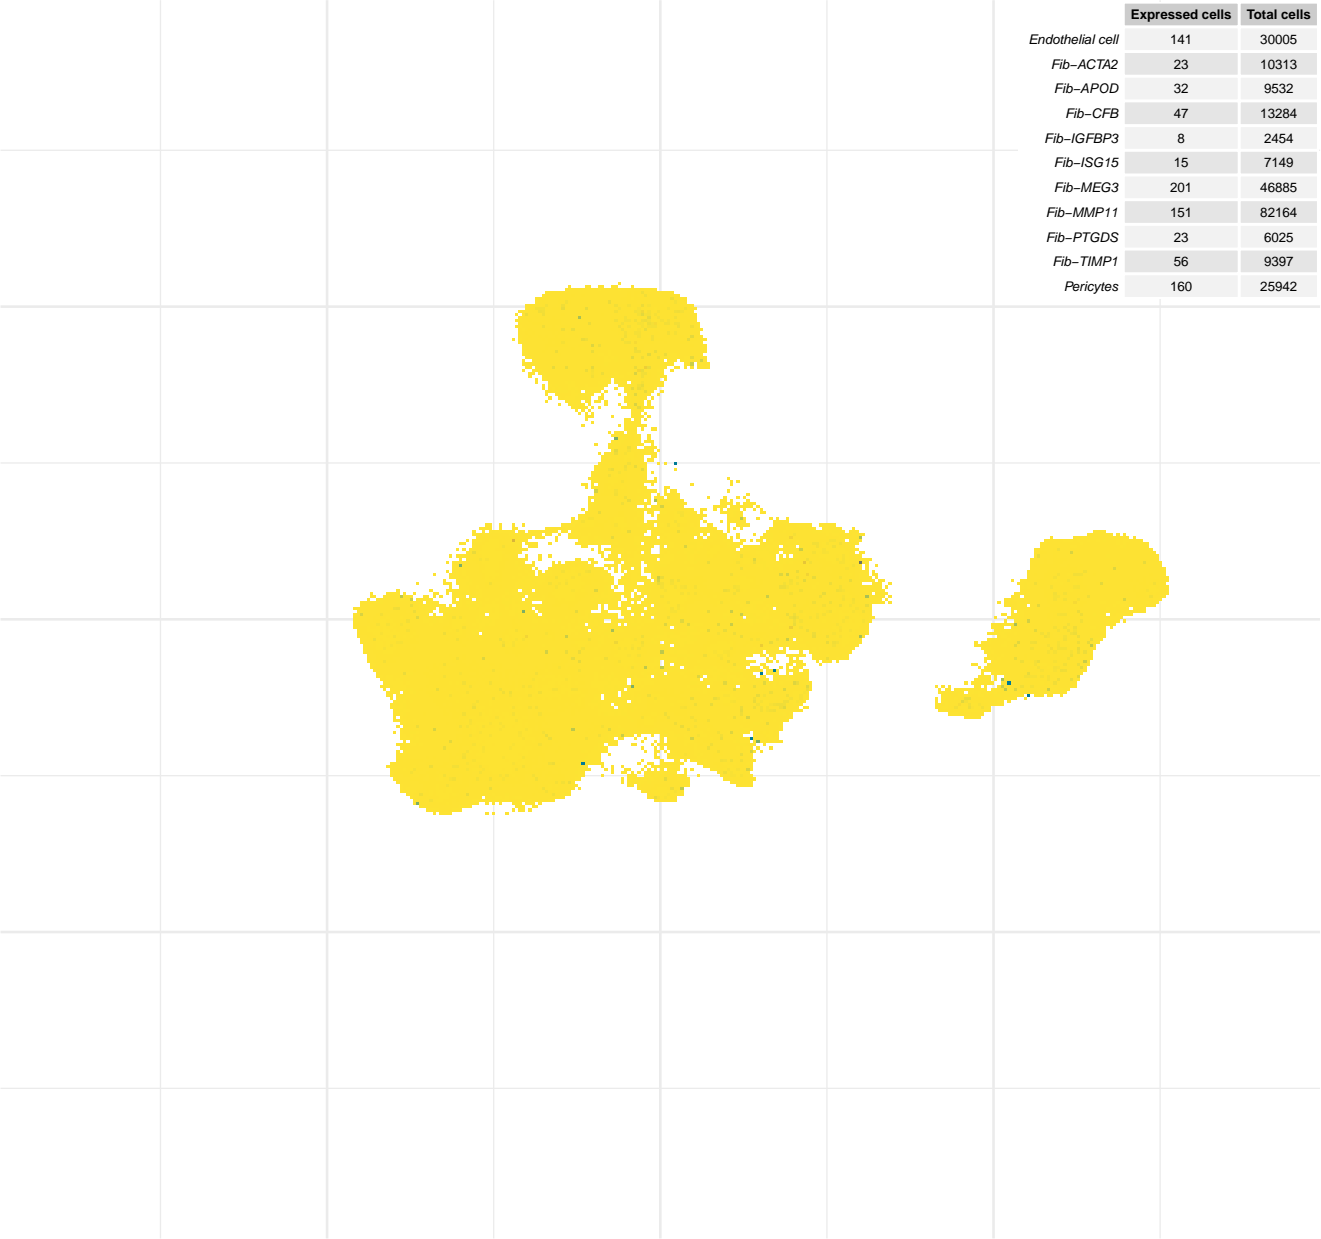 Expressed cells Total cells
Endothelial cell 141 30005
Fib−ACTA2 23 10313
Fib−APOD 32 9532
Fib−CFB 47 13284
Fib−IGFBP3 8 2454
Fib−ISG15 15 7149
Fib−MEG3 201 46885
Fib−MMP11 151 82164
Fib−PTGDS 23 6025
Fib−TIMP1 56 9397
Pericytes 160 25942